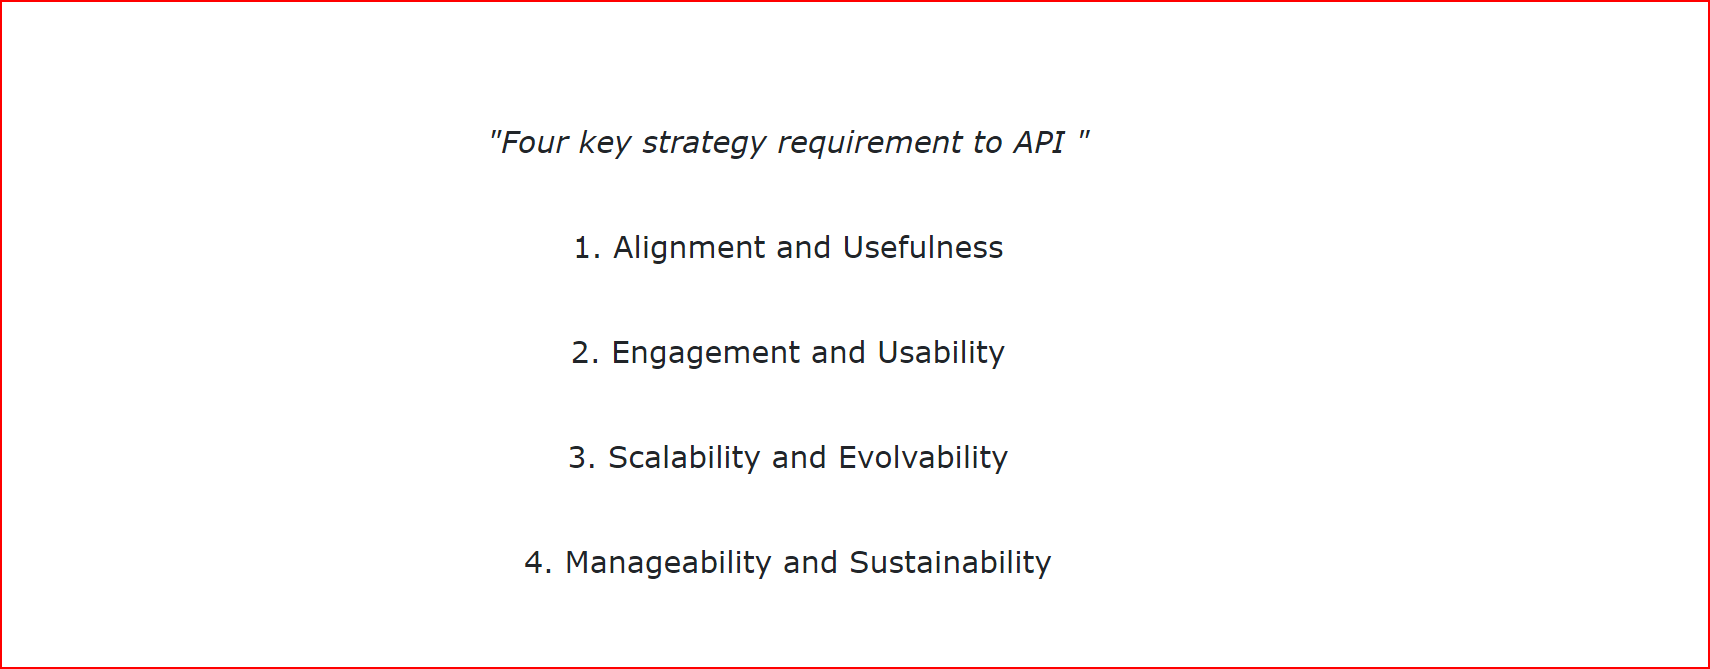 "Four key strategy requirement to API "
1. Alignment and Usefulness
2. Engagement and Usability
3. Scalability and Evolvability
4. Manageability and Sustainability